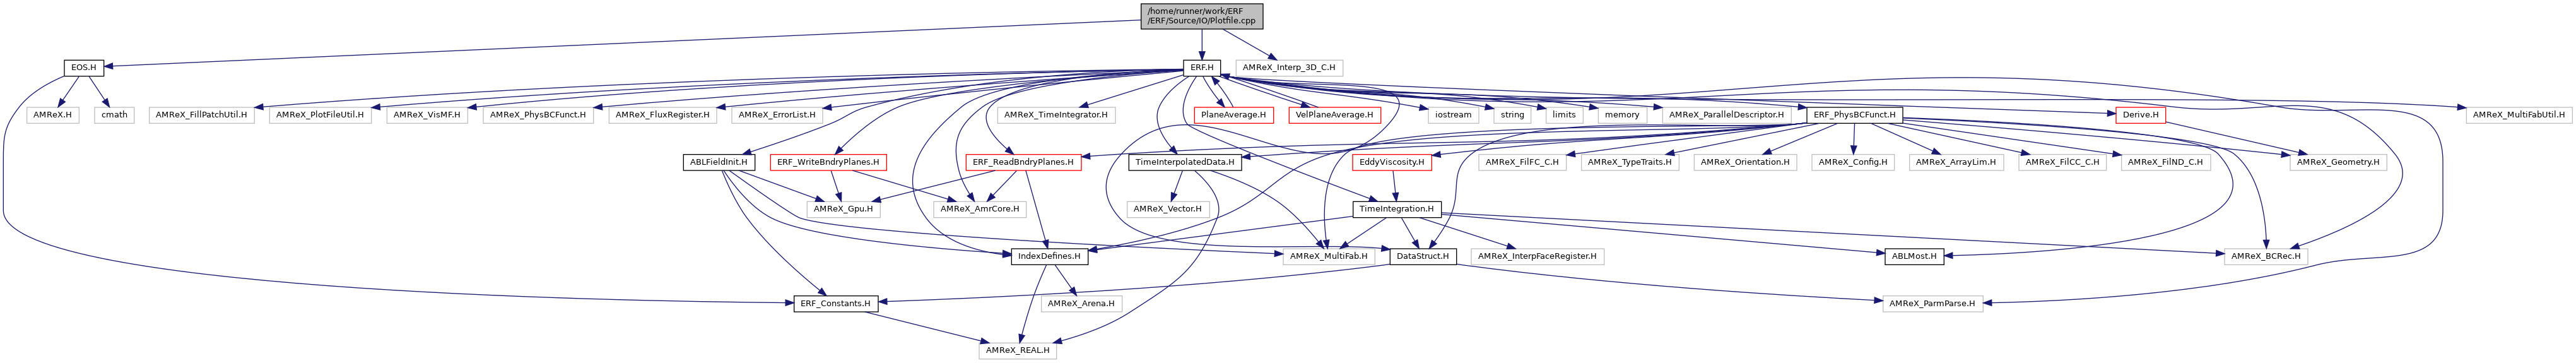 /home/runner/work/ERF
/ERF/Source/IO/Plotfile.cpp
EOS.H
ERF.H
AMReX_Interp_3D_C.H
AMReX.H
cmath
AMReX_FillPatchUtil.H
AMReX_PlotFileUtil.H
AMReX_VisMF.H
AMReX_PhysBCFunct.H
AMReX_FluxRegister.H
AMReX_ErrorList.H
AMReX_TimeIntegrator.H
PlaneAverage.H
VelPlaneAverage.H
iostream
string
limits
memory
AMReX_ParallelDescriptor.H
ERF_PhysBCFunct.H
Derive.H
AMReX_MultiFabUtil.H
ABLFieldInit.H
ERF_WriteBndryPlanes.H
ERF_ReadBndryPlanes.H
TimeInterpolatedData.H
EddyViscosity.H
AMReX_FilFC_C.H
AMReX_TypeTraits.H
AMReX_Orientation.H
AMReX_Config.H
AMReX_ArrayLim.H
AMReX_FilCC_C.H
AMReX_FilND_C.H
AMReX_Geometry.H
AMReX_Gpu.H
AMReX_AmrCore.H
AMReX_Vector.H
TimeIntegration.H
IndexDefines.H
AMReX_MultiFab.H
DataStruct.H
AMReX_InterpFaceRegister.H
ABLMost.H
AMReX_BCRec.H
ERF_Constants.H
AMReX_Arena.H
AMReX_ParmParse.H
AMReX_REAL.H